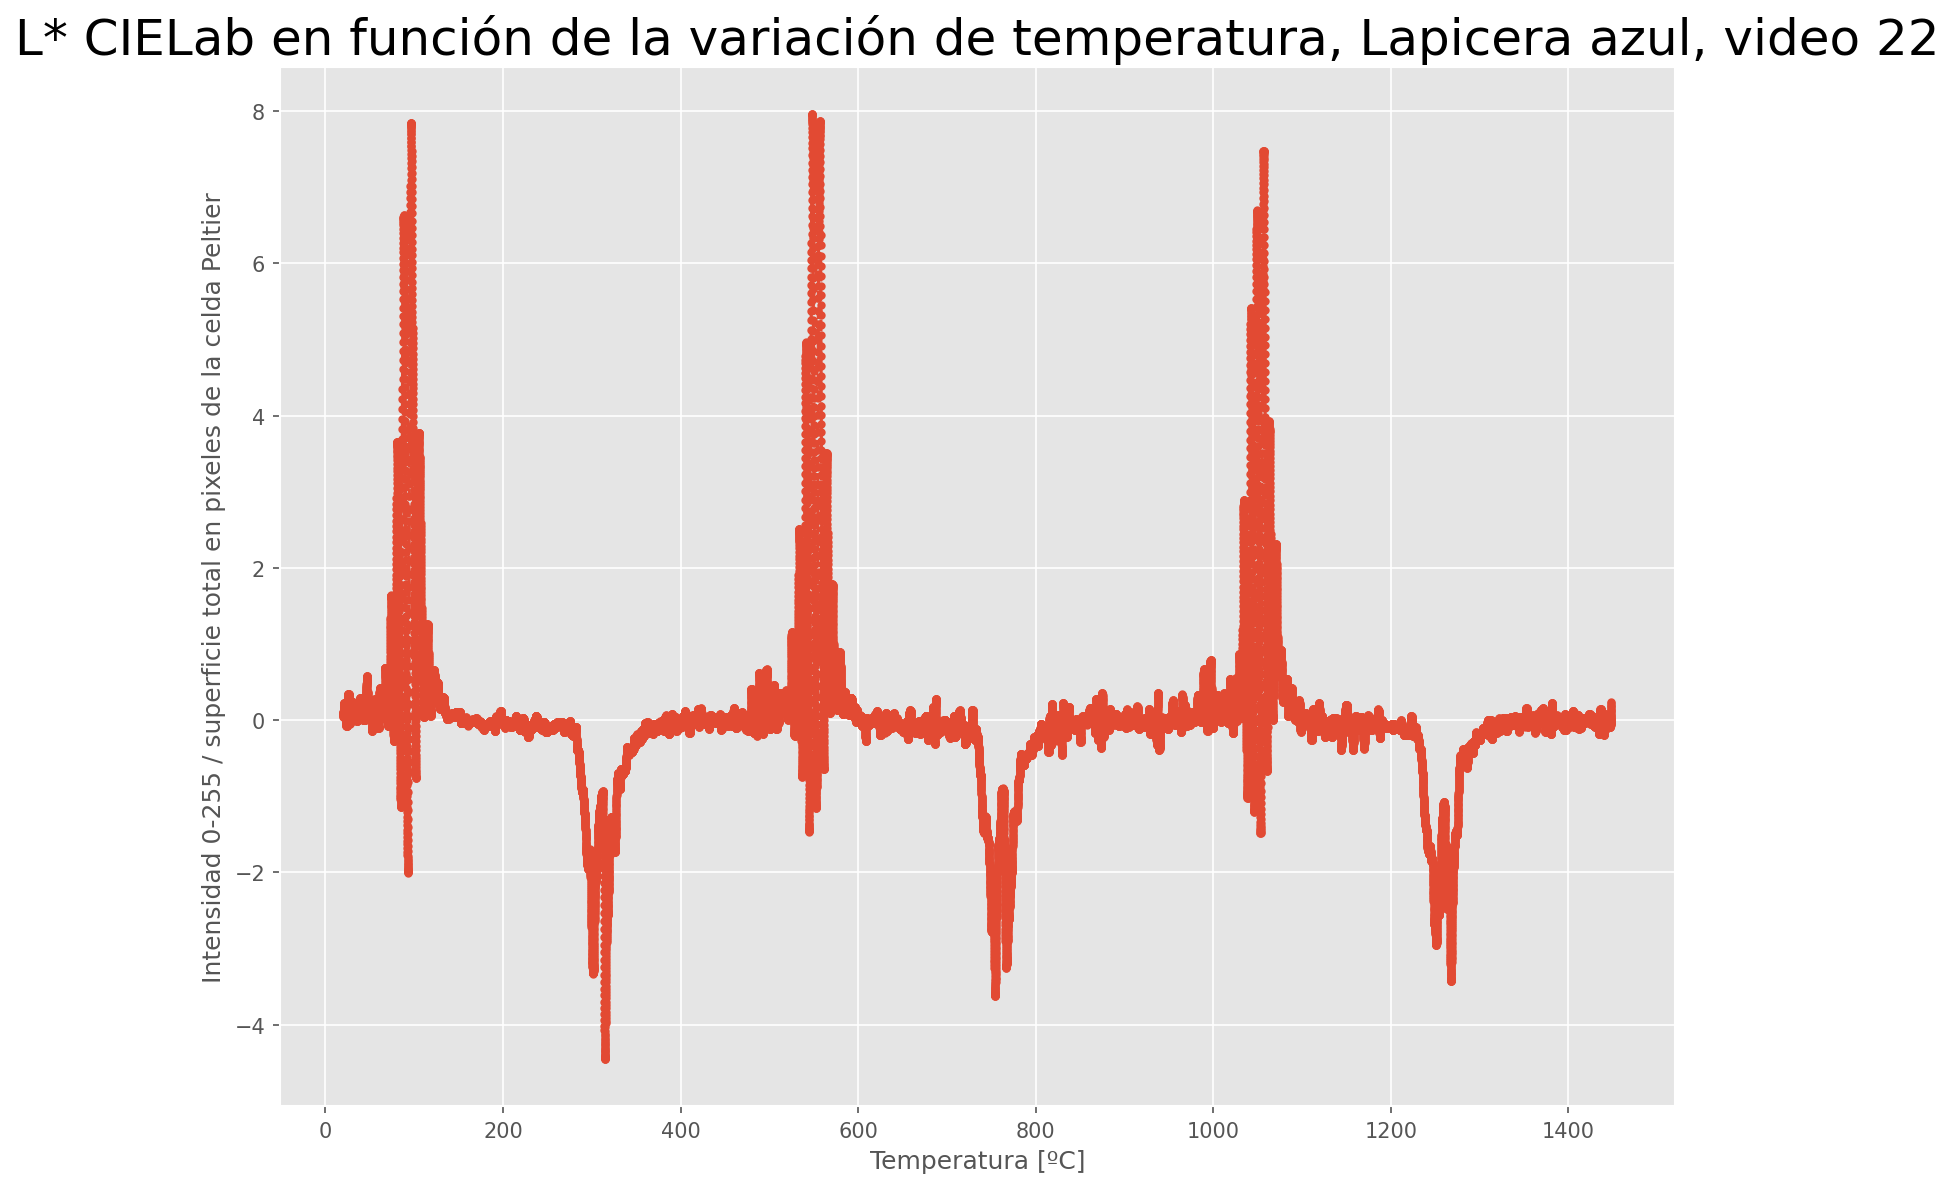 L* CIELab en función de la variación de temperatura, Lapicera azul, video 22
Intensidad 0-255 / superficie total en pixeles de la celda Peltier
8
6
4
2
0
−2
−4
0 200 400 600 800 1000 1200 1400
Temperatura [ºC]